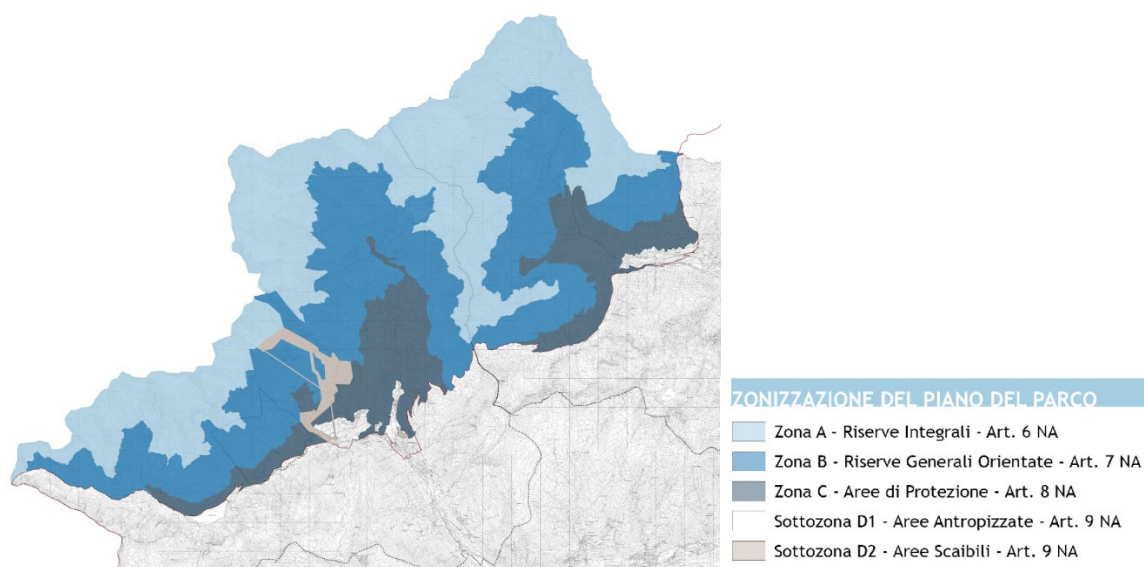 ZONIZZAZIONE DEL PIANO DEL PARCO
Zona A - Riserve Integrali - Art. 6 NA
Zona B - Riserve Generali Orientate - Art. 7 NA
Zona C - Aree di Protezione - Art. 8 NA
Sottozona D1 - Aree Antropizzate - Art. 9 NA
Sottozona D2 - Aree Scaibili - Art. 9 NA